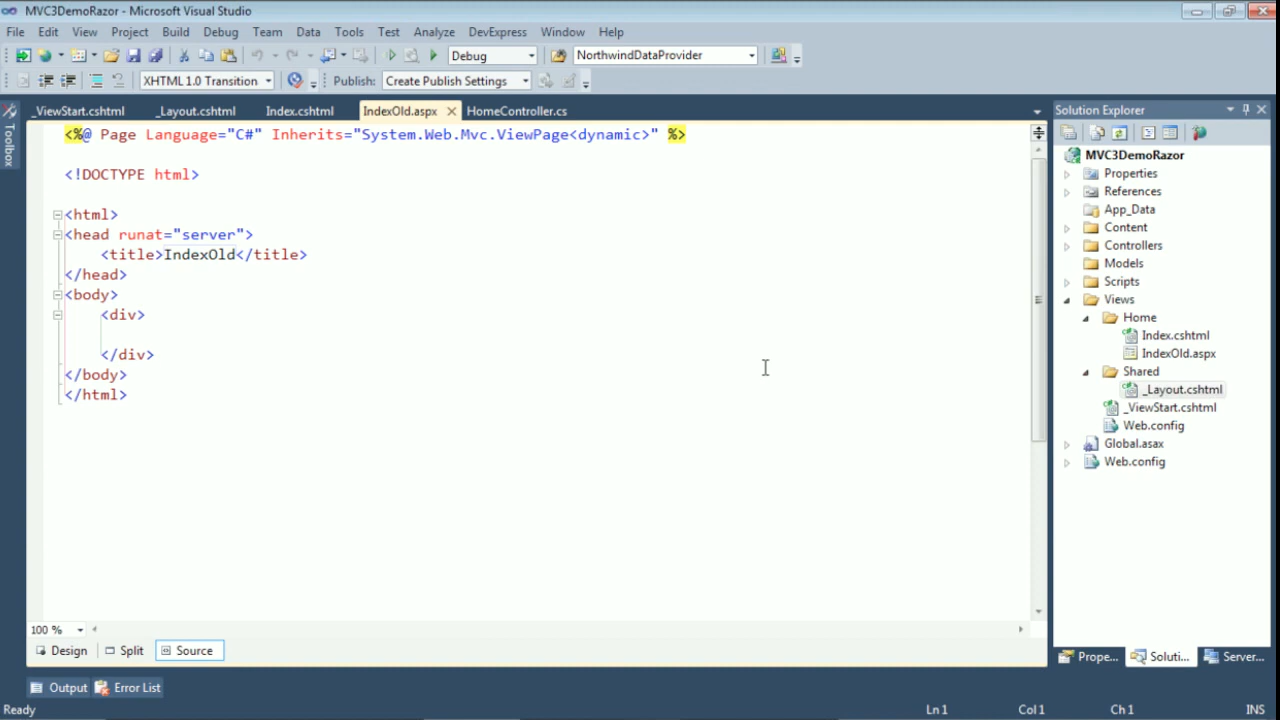 MVC3DemoRazor - Microsoft Visual Studio
File Edit View Project Build Debug Team Data Tools Test Analyze DevExpress Window Help
Debug NorthwindDataProvider
XHTML 1.0 Transition Publish: Create Publish Settings
_ViewStart.cshtml _Layout.cshtml Index.cshtml IndexOld.aspx HomeController.cs
Toolbox
<%@ Page Language="C#" Inherits="System.Web.Mvc.ViewPage<dynamic>" %>
<!DOCTYPE html>
<html>
<head runat="server">
<title>IndexOld</title>
</head>
<body>
<div>
</div>
</body>
</html>
100 %
Design Split Source
Solution Explorer
MVC3DemoRazor
Properties
References
App_Data
Content
Controllers
Models
Scripts
Views
Home
Index.cshtml
IndexOld.aspx
Shared
_Layout.cshtml
_ViewStart.cshtml
Web.config
Global.asax
Web.config
Prope... Soluti... Server...
Output Error List
Ready Ln 1 Col 1 Ch 1 INS